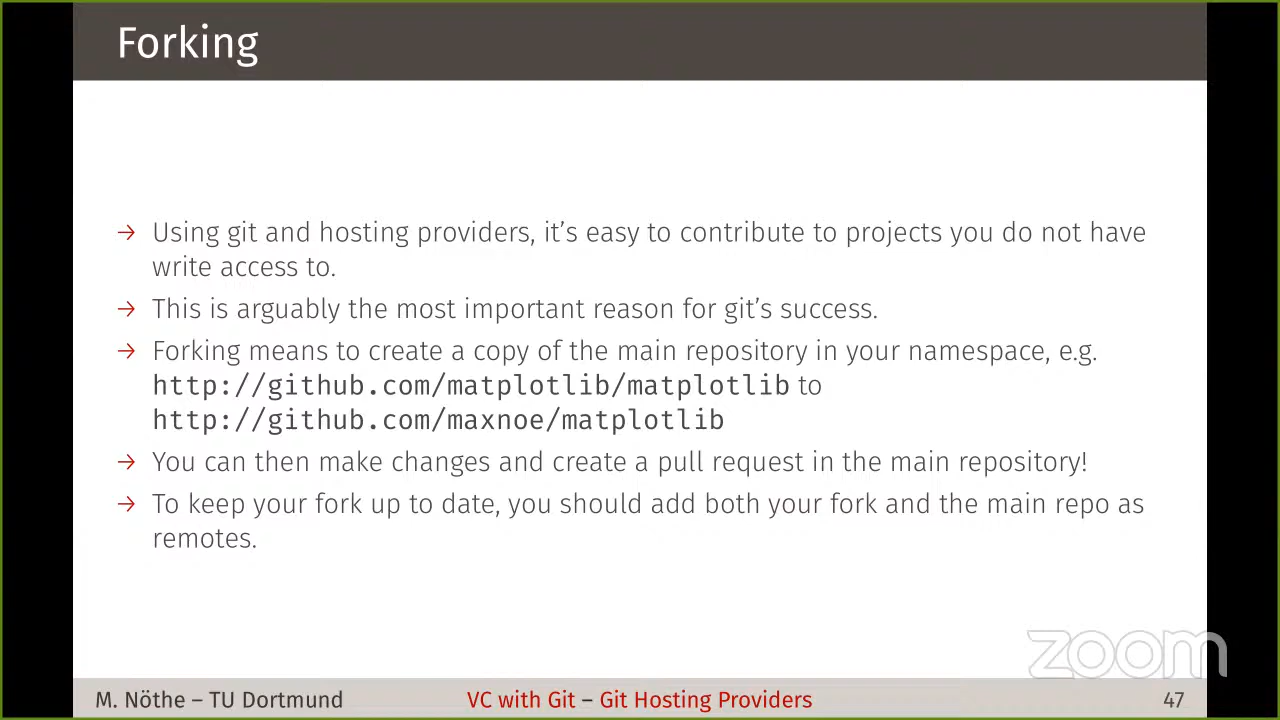 Forking
→ Using git and hosting providers, it’s easy to contribute to projects you do not have
write access to.
→ This is arguably the most important reason for git’s success.
→ Forking means to create a copy of the main repository in your namespace, e.g.
http://github.com/matplotlib/matplotlib to
http://github.com/maxnoe/matplotlib
→ You can then make changes and create a pull request in the main repository!
→ To keep your fork up to date, you should add both your fork and the main repo as
remotes.
zoom
M. Nöthe – TU Dortmund VC with Git – Git Hosting Providers 47